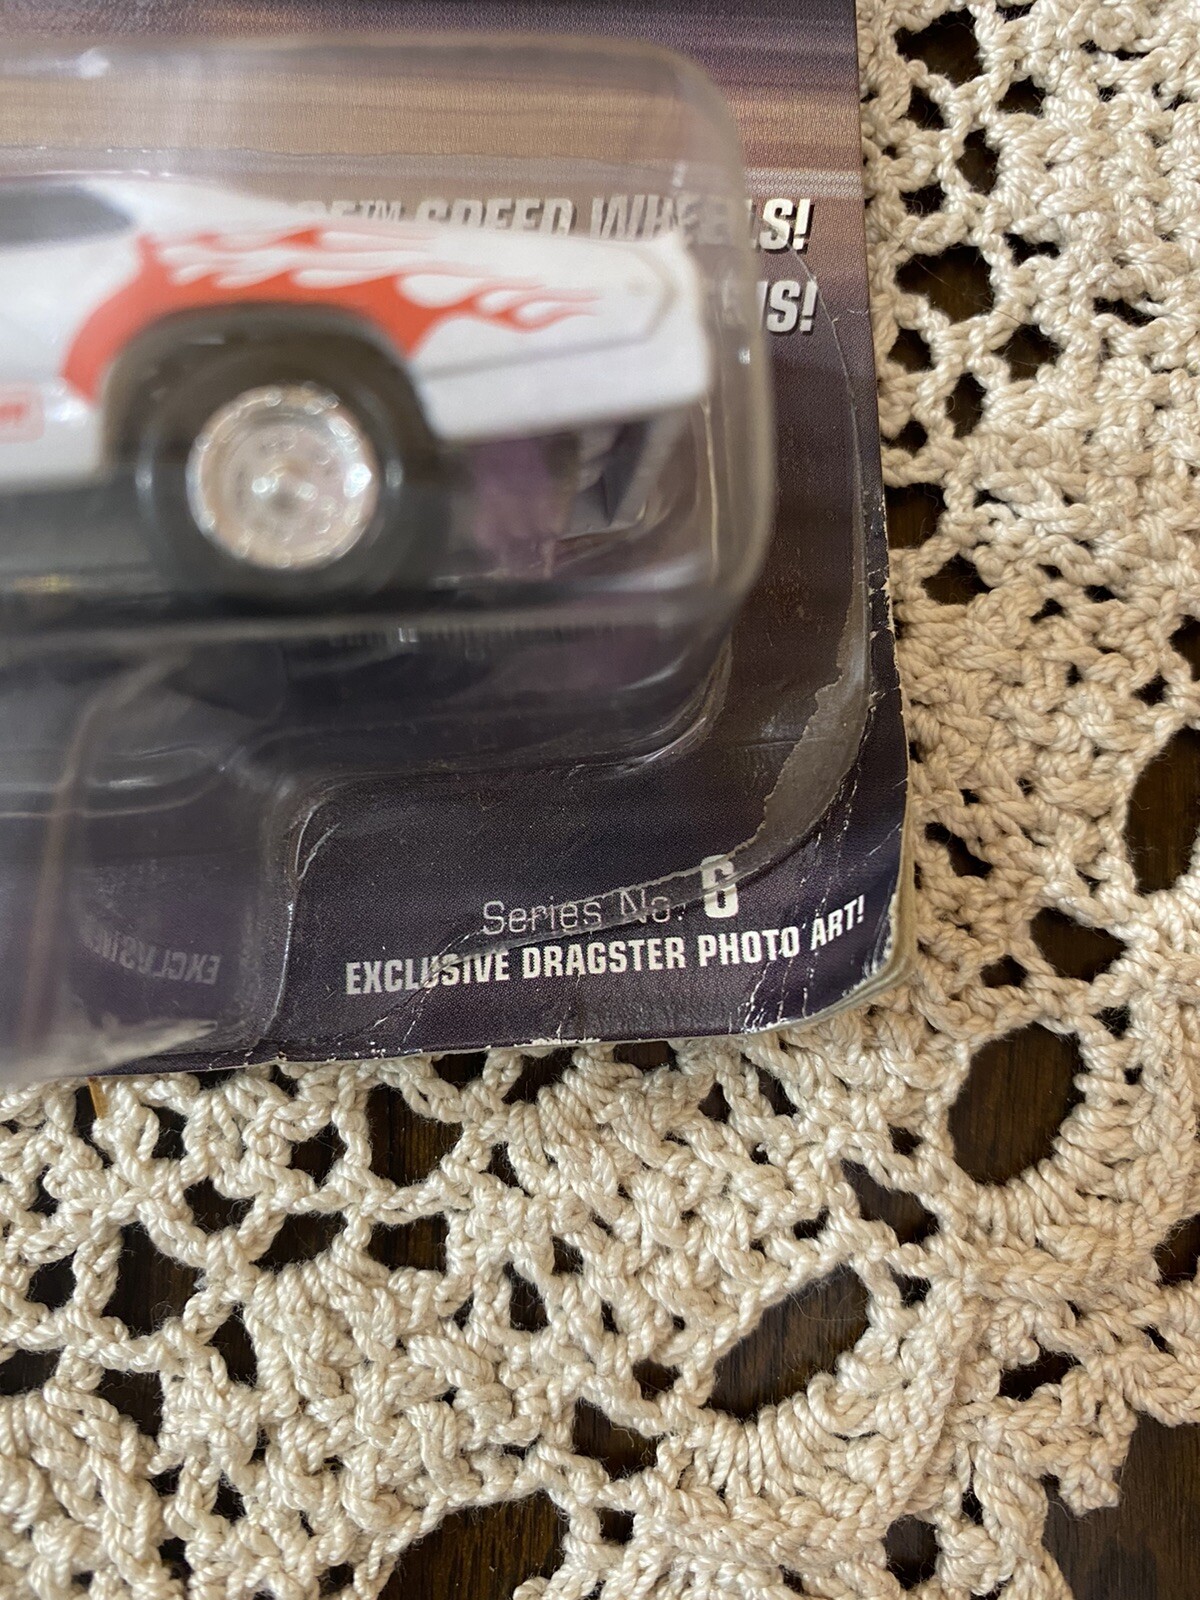 SPEED WHEELS!
Series No. 6
EXCLUSIVE DRAGSTER PHOTO ART!